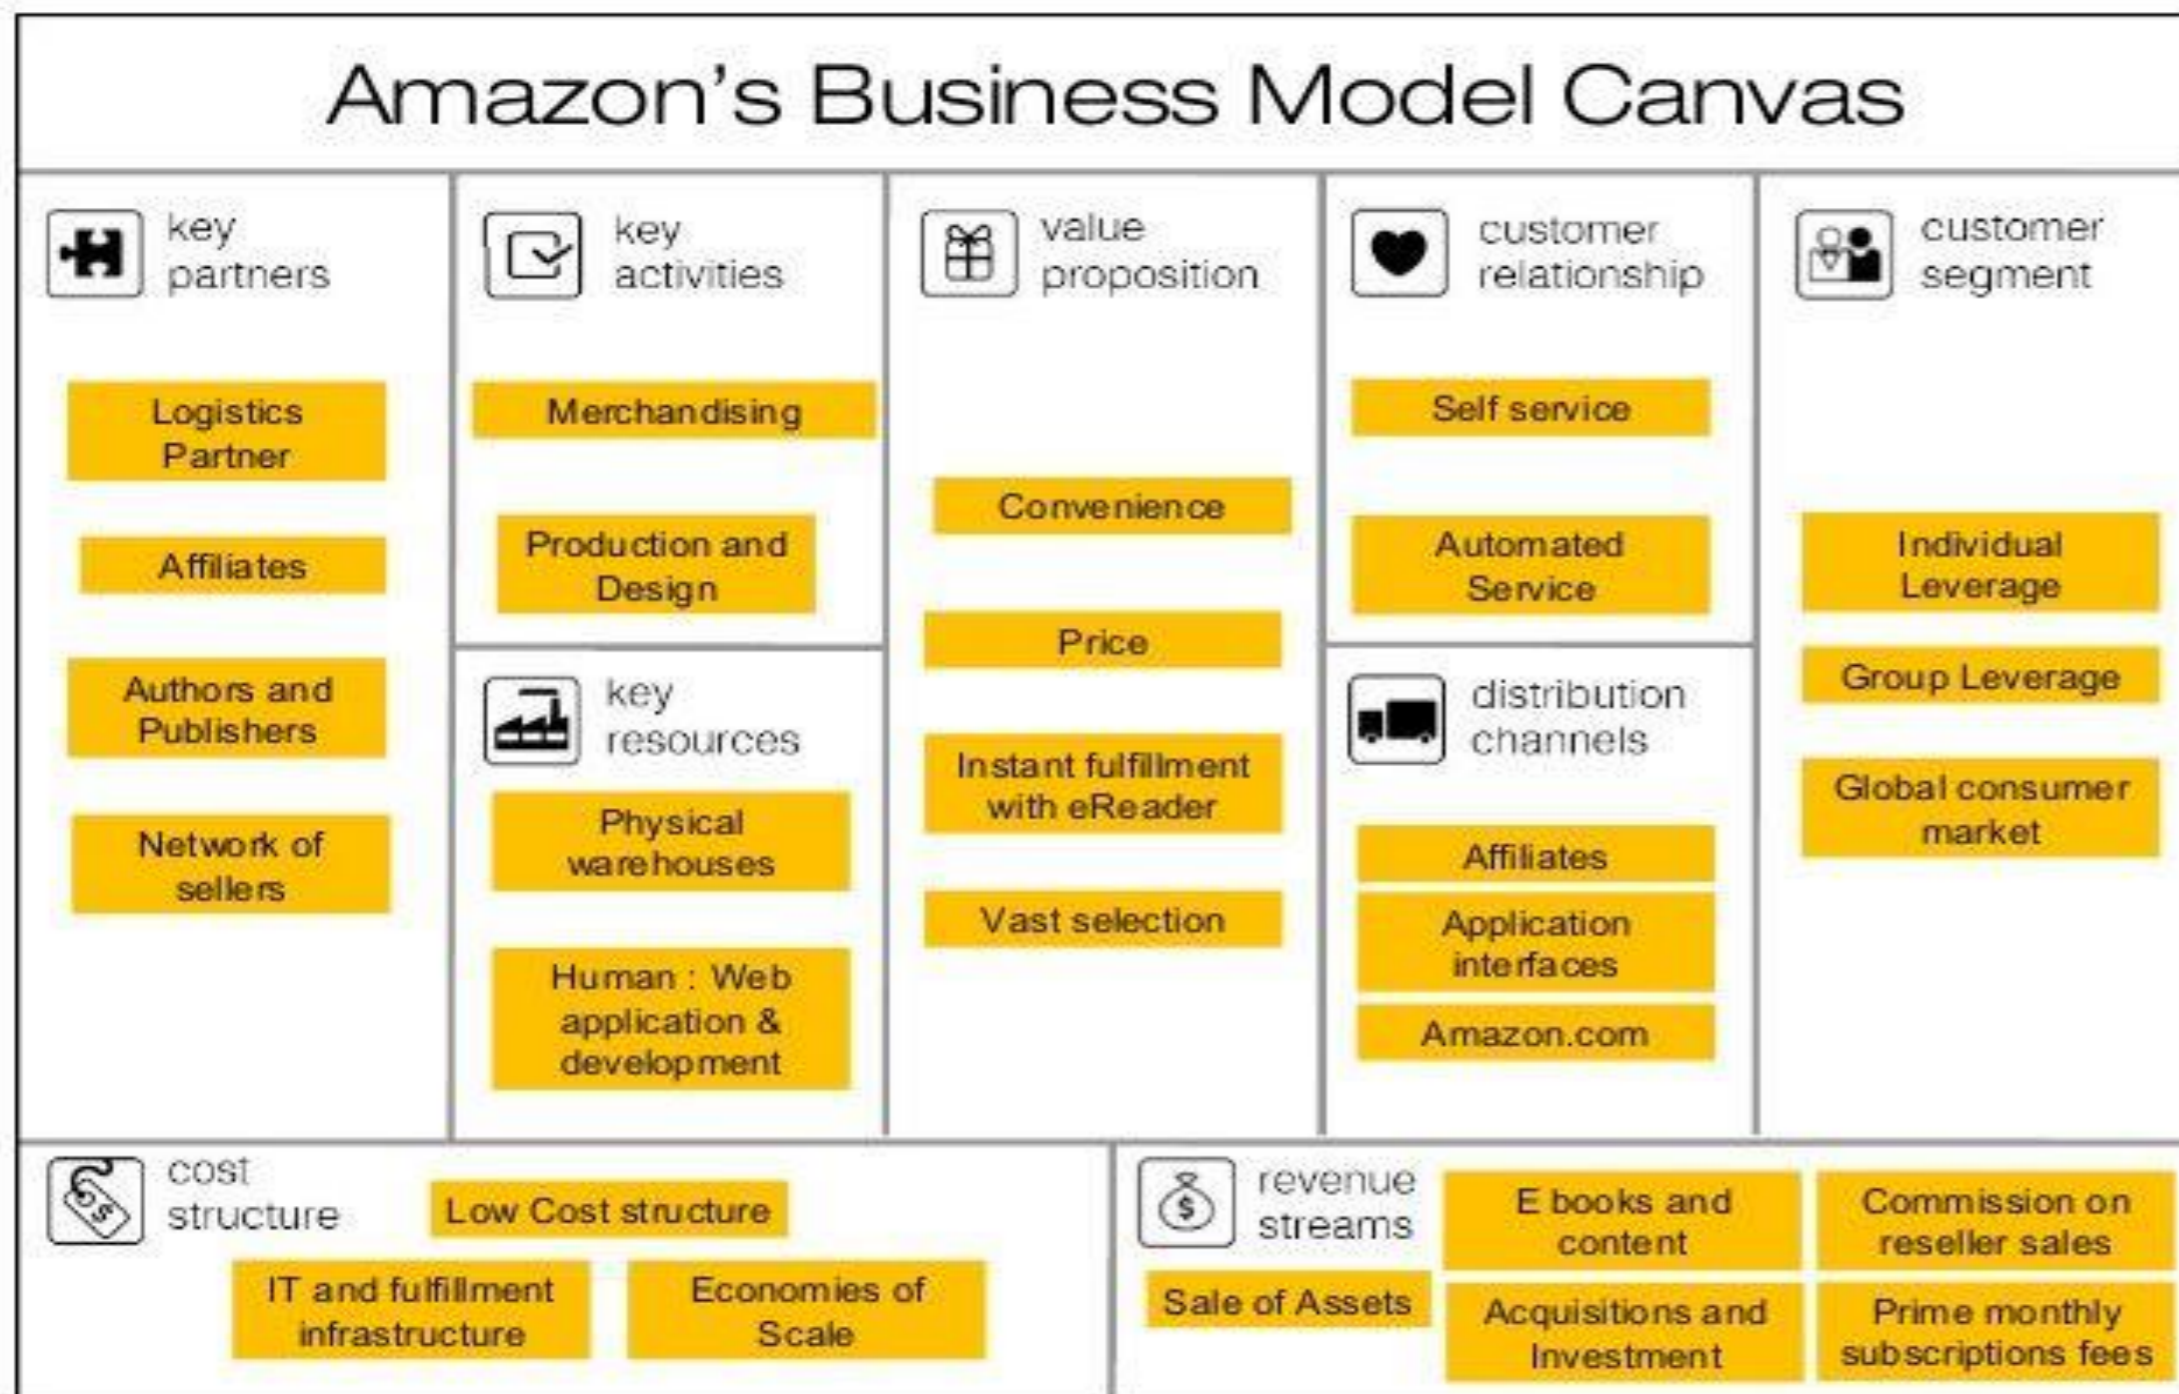 Amazon's Business Model Canvas
key
partners
Logistics
Partner
Affiliates
Authors and
Publishers
Network of
sellers
key
activities
Merchandising
Production and
Design
key
resources
Physical
warehouses
Human : Web
application &
development
value
proposition
Convenience
Price
Instant fulfillment
with eReader
Vast selection
customer
relationship
Self service
Automated
Service
distribution
channels
Affiliates
Application
interfaces
Amazon.com
customer
segment
Individual
Leverage
Group Leverage
Global consumer
market
cost
structure
Low Cost structure
IT and fulfillment
infrastructure
Economies of
Scale
revenue
streams
Sale of Assets
E books and
content
Acquisitions and
Investment
Commission on
reseller sales
Prime monthly
subscriptions fees